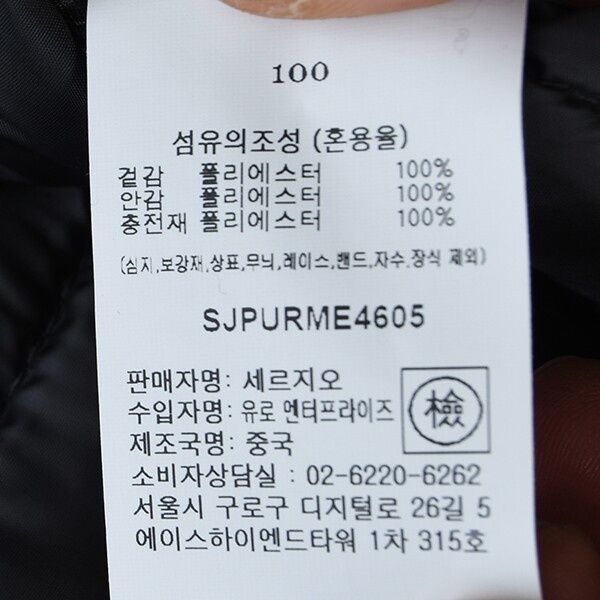 100
섬유의조성 (혼용율)
겉감 폴리에스터 100%
안감 폴리에스터 100%
충전재 폴리에스터 100%
(심지,보강재,상표,무늬,레이스,밴드,자수.장식 제외)
SJPURME4605
판매자명: 세르지오
수입자명: 유로 엔터프라이즈
檢
제조국명: 중국
소비자상담실 : 02-6220-6262
서울시 구로구 디지털로 26길 5
에이스하이엔드타워 1차 315호